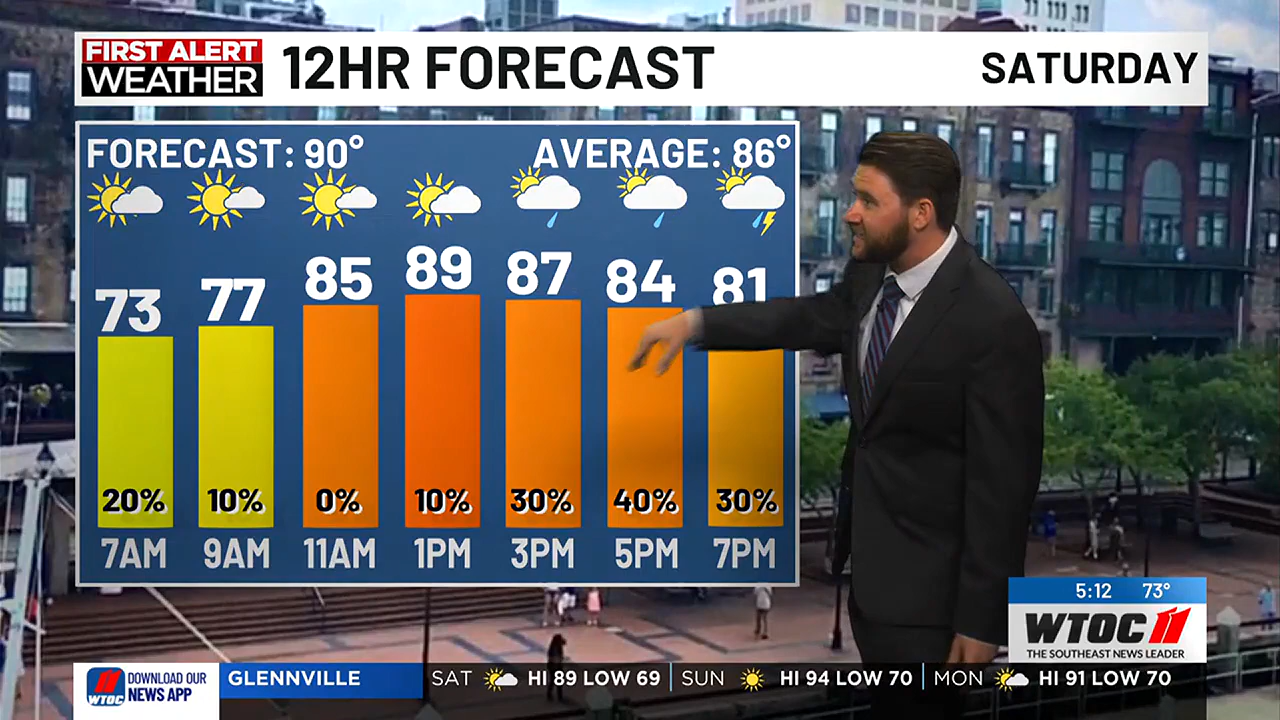 FIRST ALERT
WEATHER
12HR FORECAST
SATURDAY
FORECAST: 90°
AVERAGE: 86°
73 77 85 89 87 84 81
20% 10% 0% 10% 30% 40% 30%
7AM 9AM 11AM 1PM 3PM 5PM 7PM
5:12 73°
WTOC 11
THE SOUTHEAST NEWS LEADER
11
WTOC
DOWNLOAD OUR
NEWS APP
GLENNVILLE
SAT HI 89 LOW 69 SUN HI 94 LOW 70 MON HI 91 LOW 70